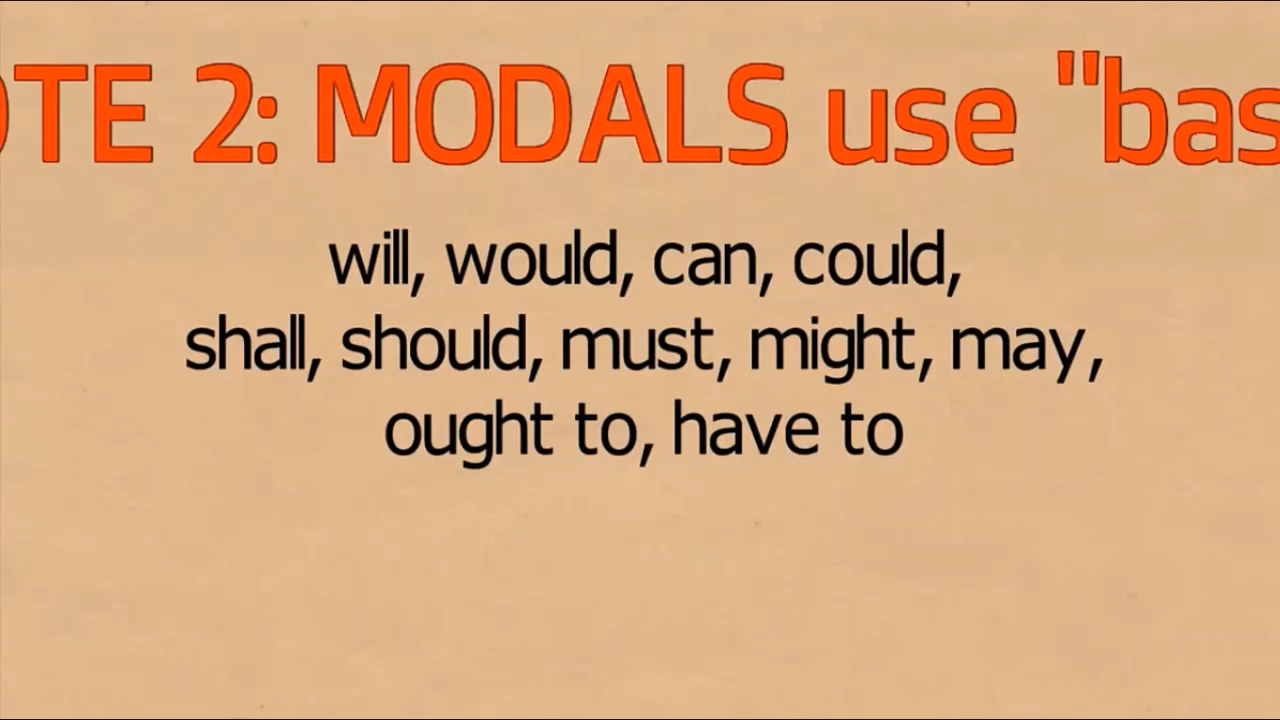 OTE 2: MODALS use "bas
will, would, can, could,
shall, should, must, might, may,
ought to, have to